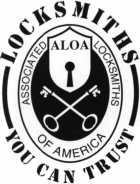 LOCKSMITHS
ASSOCIATED
ALOA
LOCKSMITHS
OF AMERICA
YOU CAN TRUST